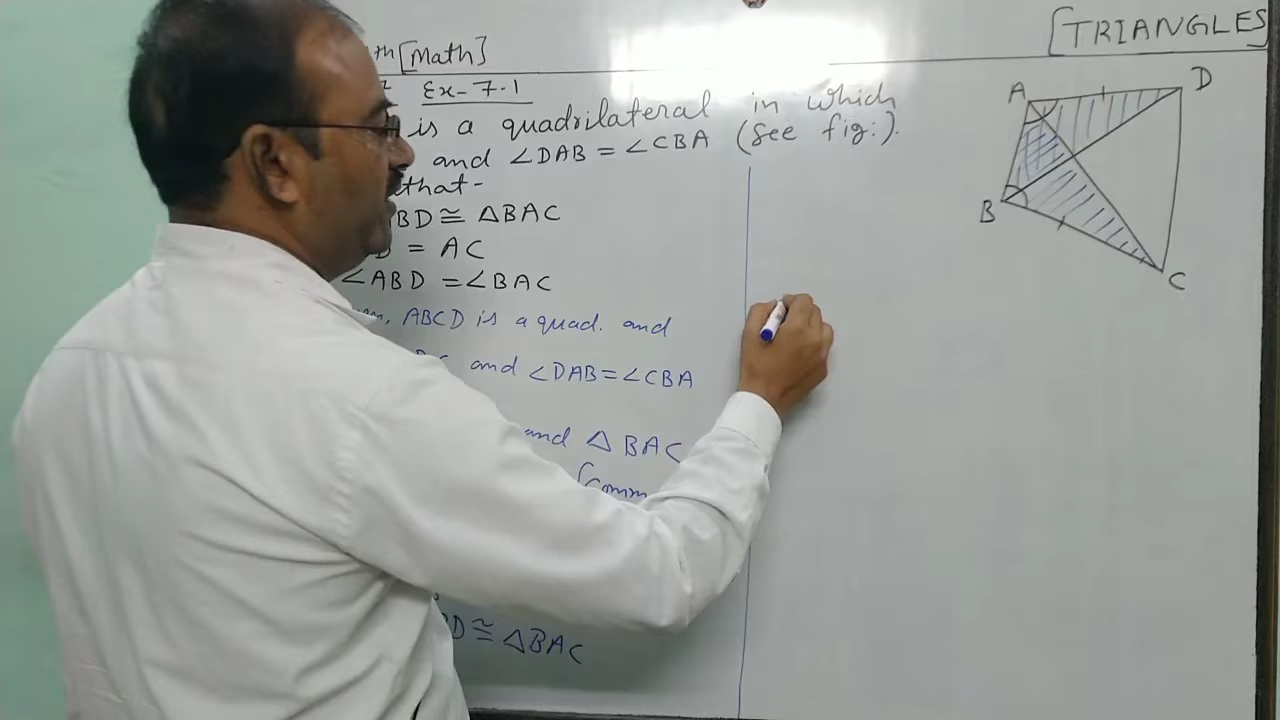 [TRIANGLES]
[Math]
Ex- 7.1
is a quadrilateral in which
and ∠DAB = ∠CBA (See fig:).
that-
BD ≅ △BAC
= AC
∠ABD = ∠BAC
ABCD is a quad. and
and ∠DAB = ∠CBA
and △ BAC
[comm
D ≅ △BAC
A
D
B
C